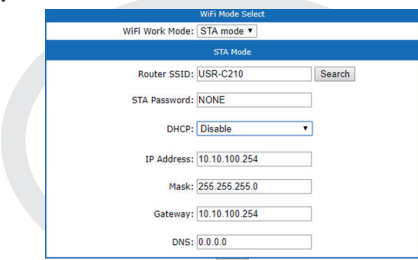 WiFi Mode Select
WiFi Work Mode: STA mode
STA Mode
Router SSID: USR-C210 Search
STA Password: NONE
DHCP: Disable
IP Address: 10.10.100.254
Mask: 255.255.255.0
Gateway: 10.10.100.254
DNS: 0.0.0.0